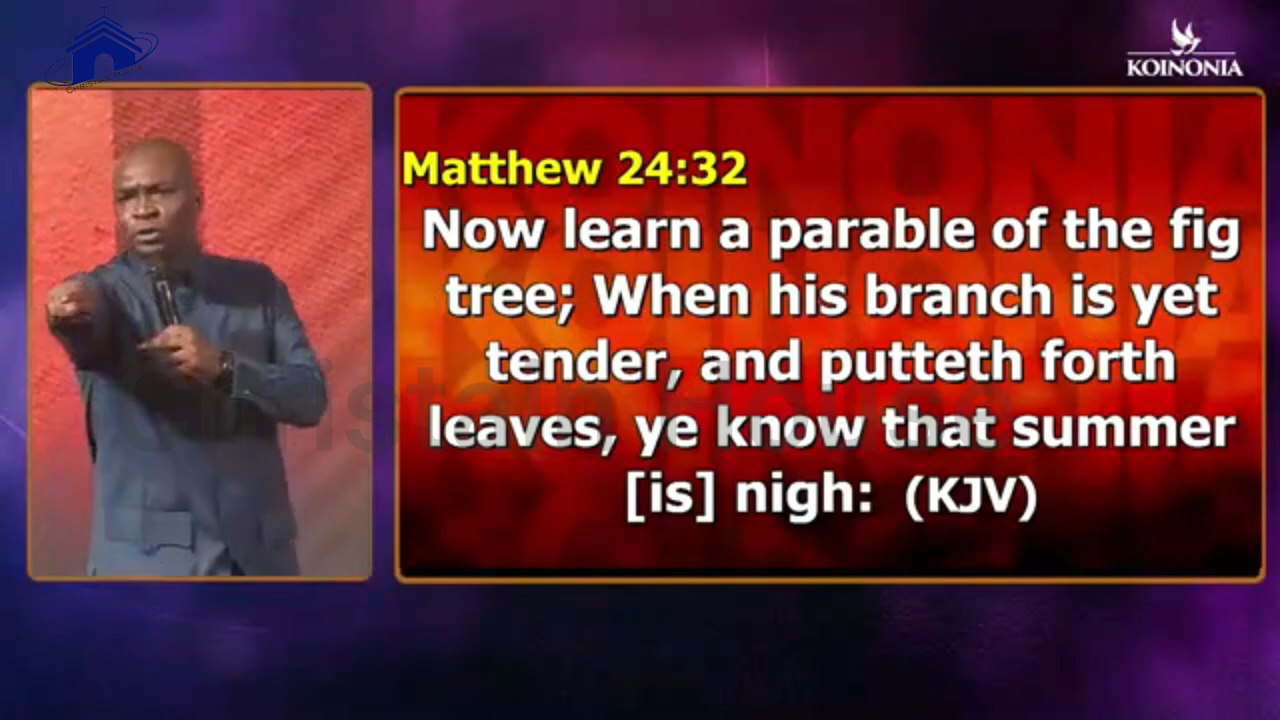 KOINONIA
Matthew 24:32
Now learn a parable of the fig
tree; When his branch is yet
tender, and putteth forth
leaves, ye know that summer
[is] nigh: (KJV)